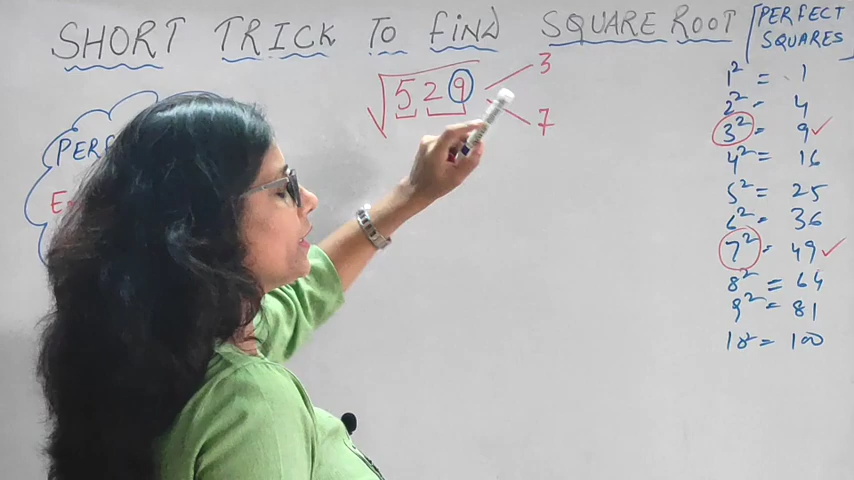 SHORT TRICK TO FIND SQUARE ROOT
PERFECT
SQUARES
√529
3
7
1² = 1
2² = 4
3² = 9 ✓
4² = 16
5² = 25
6² = 36
7² = 49 ✓
8² = 64
9² = 81
10² = 100